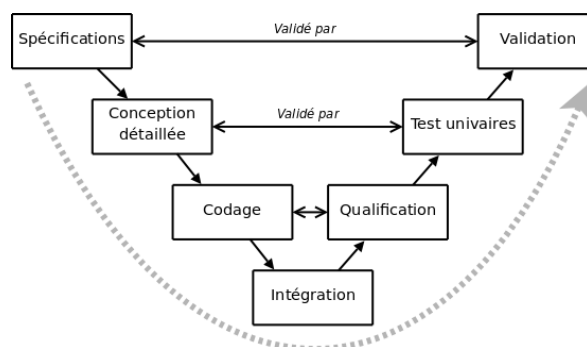 Spécifications
Validé par
Validation
Conception
détaillée
Validé par
Test univaires
Codage
Qualification
Intégration